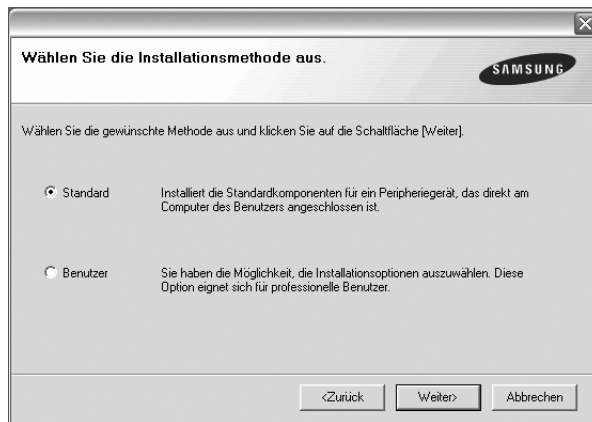 Wählen Sie die Installationsmethode aus.
SAMSUNG
Wählen Sie die gewünschte Methode aus und klicken Sie auf die Schaltfläche [Weiter].
Standard
Installiert die Standardkomponenten für ein Peripheriegerät, das direkt am
Computer des Benutzers angeschlossen ist.
Benutzer
Sie haben die Möglichkeit, die Installationsoptionen auszuwählen. Diese
Option eignet sich für professionelle Benutzer.
<Zurück
Weiter>
Abbrechen